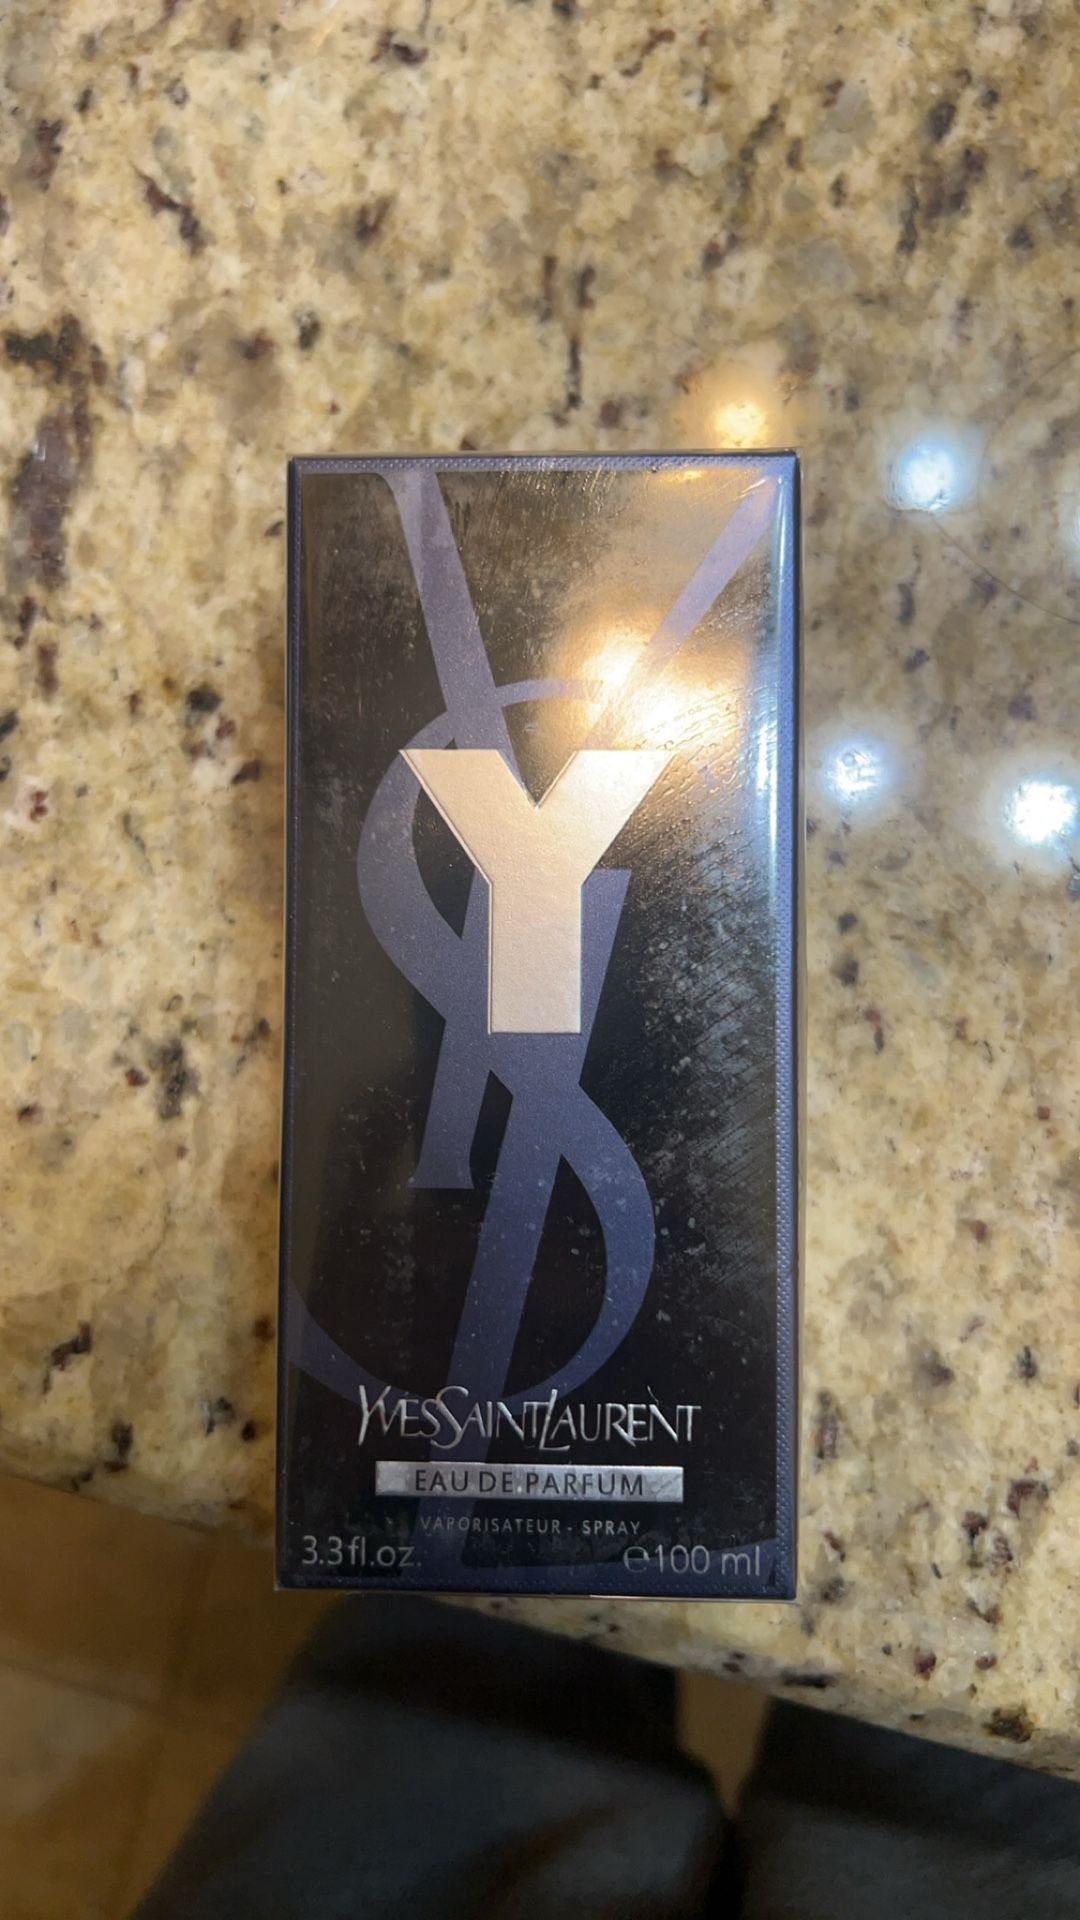 Y
YVESSAINTLAURENT
EAU DE PARFUM
VAPORISATEUR - SPRAY
3.3fl.oz. ℮100 ml